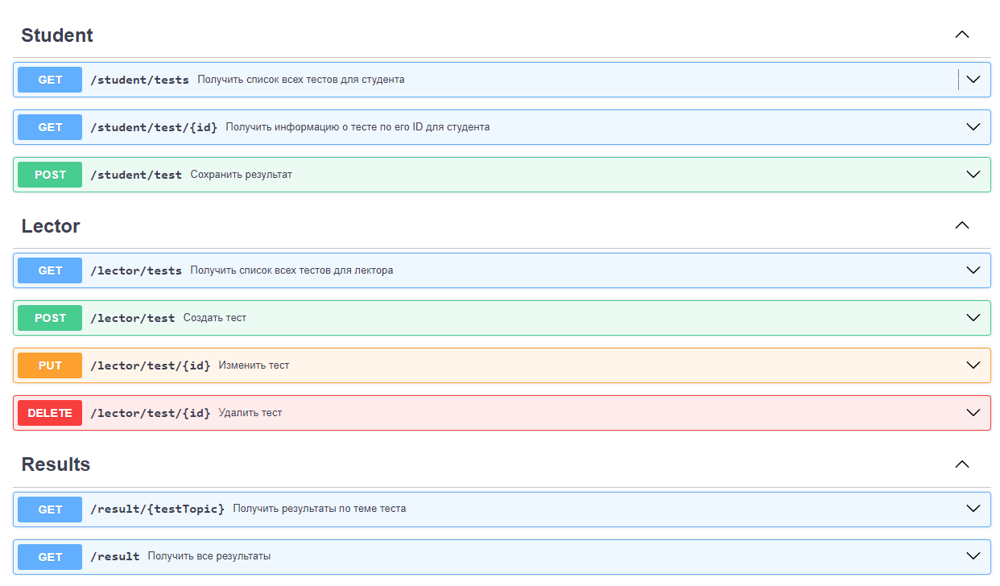 Student
GET /student/tests Получить список всех тестов для студента
GET /student/test/{id} Получить информацию о тесте по его ID для студента
POST /student/test Сохранить результат
Lector
GET /lector/tests Получить список всех тестов для лектора
POST /lector/test Создать тест
PUT /lector/test/{id} Изменить тест
DELETE /lector/test/{id} Удалить тест
Results
GET /result/{testTopic} Получить результаты по теме теста
GET /result Получить все результаты